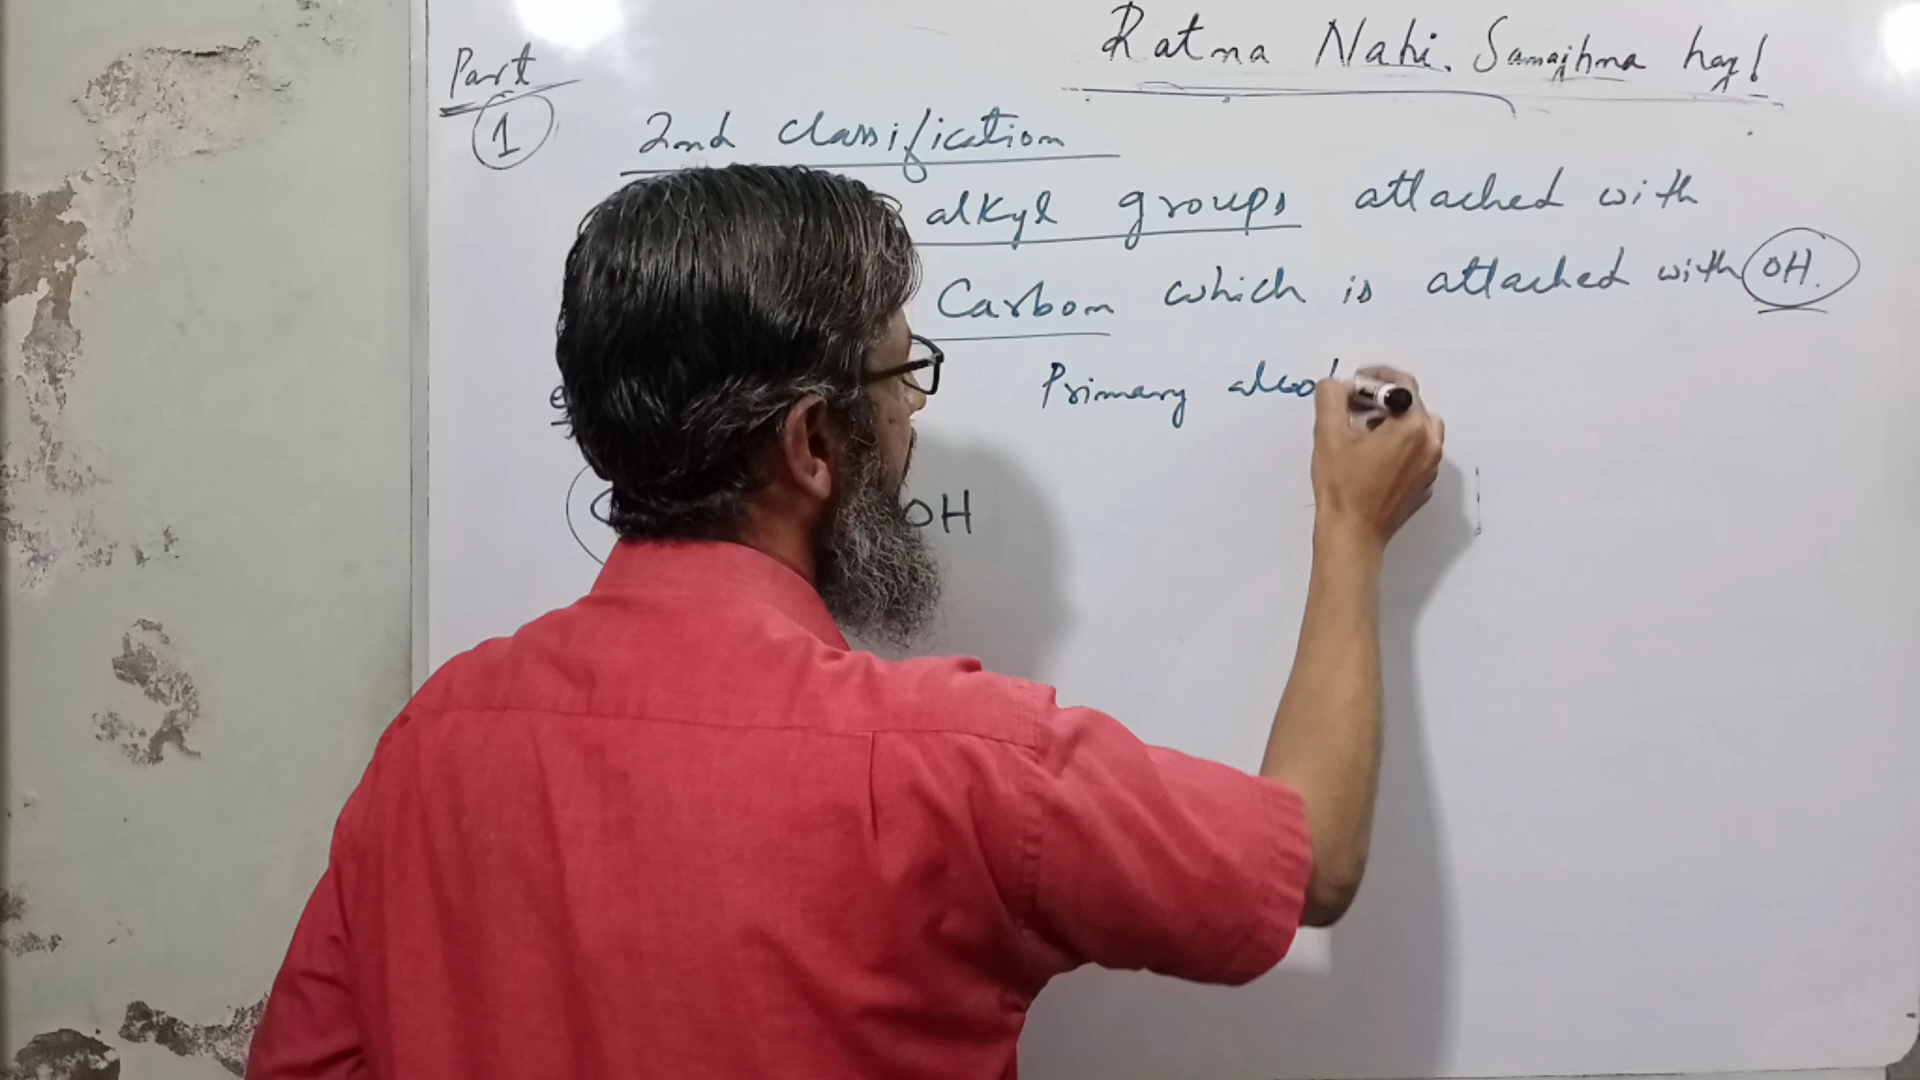 Ratna Nahi. Samajhna hay!
Part
1
2nd classification
alkyl groups attached with
Carbon which is attached with OH.
Primary alco
OH